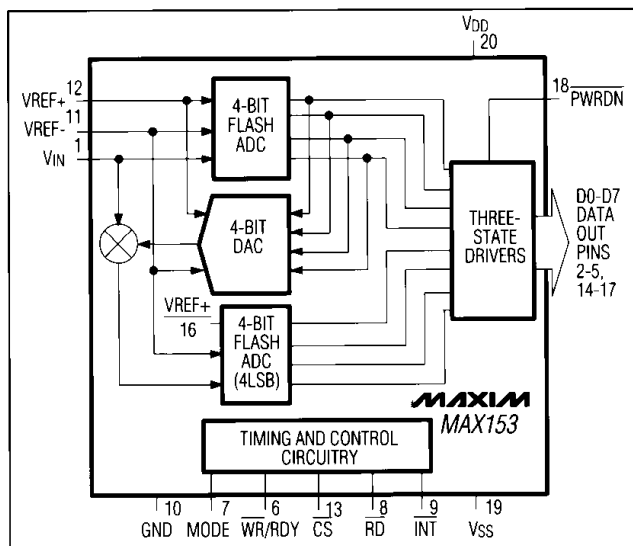 VDD
20
12
VREF+
11
VREF-
1
VIN
4-BIT
FLASH
ADC
18
PWRDN
4-BIT
DAC
THREE-
STATE
DRIVERS
D0-D7
DATA
OUT
PINS
2-5,
14-17
VREF+
16
4-BIT
FLASH
ADC
(4LSB)
MAXIM
MAX153
TIMING AND CONTROL
CIRCUITRY
10
7
6
13
8
9
19
GND
MODE
WR/RDY
CS
RD
INT
VSS